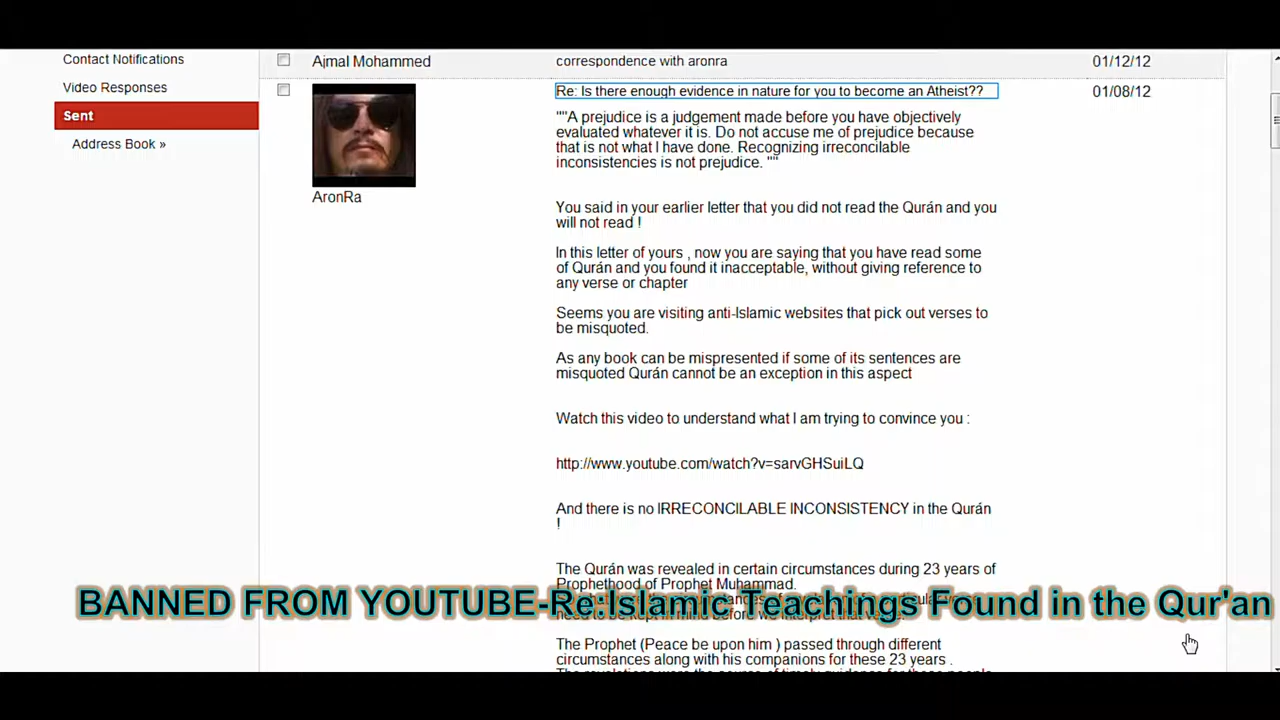 Contact Notifications
Ajmal Mohammed
correspondence with aronra
01/12/12
Video Responses
Re: Is there enough evidence in nature for you to become an Atheist??
01/08/12
Sent
Address Book »
AronRa
""A prejudice is a judgement made before you have objectively
evaluated whatever it is. Do not accuse me of prejudice because
that is not what I have done. Recognizing irreconcilable
inconsistencies is not prejudice. ""
You said in your earlier letter that you did not read the Qurán and you
will not read !
In this letter of yours , now you are saying that you have read some
of Qurán and you found it inacceptable, without giving reference to
any verse or chapter
Seems you are visiting anti-Islamic websites that pick out verses to
be misquoted.
As any book can be mispresented if some of its sentences are
misquoted Qurán cannot be an exception in this aspect
Watch this video to understand what I am trying to convince you :
http://www.youtube.com/watch?v=sarvGHSuiLQ
And there is no IRRECONCILABLE INCONSISTENCY in the Qurán
!
The Qurán was revealed in certain circumstances during 23 years of
Prophethood of Prophet Muhammad.
BANNED FROM YOUTUBE-Re:Islamic Teachings Found in the Qur'an
need to be kept in mind before we interpret that
The Prophet (Peace be upon him ) passed through different
circumstances along with his companions for these 23 years .